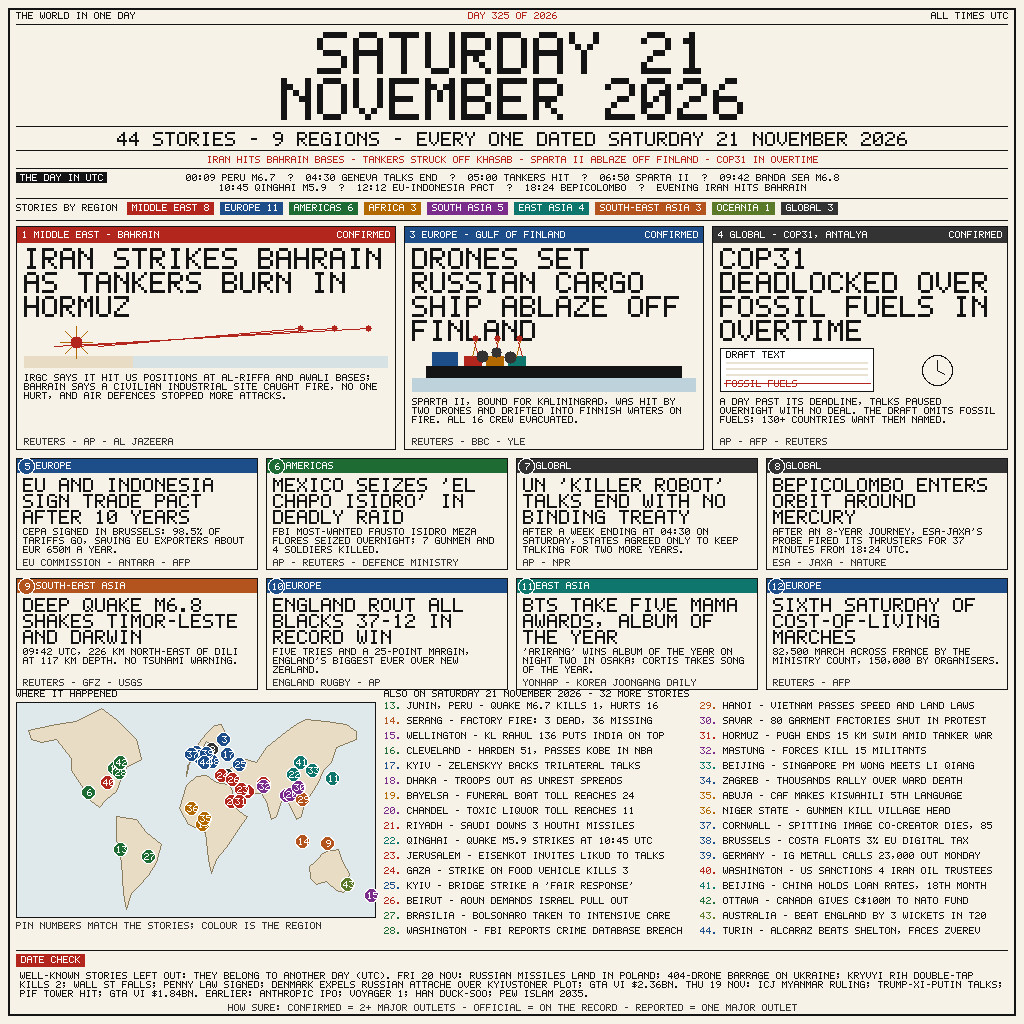 THE WORLD IN ONE DAY
DAY 325 OF 2026
ALL TIMES UTC
SATURDAY 21
NOVEMBER 2026
44 STORIES - 9 REGIONS - EVERY ONE DATED SATURDAY 21 NOVEMBER 2026
IRAN HITS BAHRAIN BASES - TANKERS STRUCK OFF KHASAB - SPARTA II ABLAZE OFF FINLAND - COP31 IN OVERTIME
THE DAY IN UTC
00:09 PERU M6.7 ? 04:30 GENEVA TALKS END ? 05:00 TANKERS HIT ? 06:50 SPARTA II ? 09:42 BANDA SEA M6.8
10:45 QINGHAI M5.9 ? 12:12 EU-INDONESIA PACT ? 18:24 BEPICOLOMBO ? EVENING IRAN HITS BAHRAIN
STORIES BY REGION
MIDDLE EAST 8
EUROPE 11
AMERICAS 6
AFRICA 3
SOUTH ASIA 5
EAST ASIA 4
SOUTH-EAST ASIA 3
OCEANIA 1
GLOBAL 3
1 MIDDLE EAST - BAHRAIN
CONFIRMED
IRAN STRIKES BAHRAIN
AS TANKERS BURN IN
HORMUZ
IRGC SAYS IT HIT US POSITIONS AT AL-RIFFA AND AWALI BASES;
BAHRAIN SAYS A CIVILIAN INDUSTRIAL SITE CAUGHT FIRE, NO ONE
HURT, AND AIR DEFENCES STOPPED MORE ATTACKS.
REUTERS - AP - AL JAZEERA
3 EUROPE - GULF OF FINLAND
CONFIRMED
DRONES SET
RUSSIAN CARGO
SHIP ABLAZE OFF
FINLAND
SPARTA II, BOUND FOR KALININGRAD, WAS HIT BY
TWO DRONES AND DRIFTED INTO FINNISH WATERS ON
FIRE. ALL 16 CREW EVACUATED.
REUTERS - BBC - YLE
4 GLOBAL - COP31, ANTALYA
CONFIRMED
COP31
DEADLOCKED OVER
FOSSIL FUELS IN
OVERTIME
DRAFT TEXT
FOSSIL FUELS
A DAY PAST ITS DEADLINE, TALKS PAUSED
OVERNIGHT WITH NO DEAL. THE DRAFT OMITS FOSSIL
FUELS; 130+ COUNTRIES WANT THEM NAMED.
AP - AFP - REUTERS
5 EUROPE
EU AND INDONESIA
SIGN TRADE PACT
AFTER 10 YEARS
CEPA SIGNED IN BRUSSELS: 98.5% OF
TARIFFS GO, SAVING EU EXPORTERS ABOUT
EUR 650M A YEAR.
EU COMMISSION - ANTARA - AFP
6 AMERICAS
MEXICO SEIZES 'EL
CHAPO ISIDRO' IN
DEADLY RAID
FBI MOST-WANTED FAUSTO ISIDRO MEZA
FLORES SEIZED OVERNIGHT; 7 GUNMEN AND
4 SOLDIERS KILLED.
AP - REUTERS - DEFENCE MINISTRY
7 GLOBAL
UN 'KILLER ROBOT'
TALKS END WITH NO
BINDING TREATY
AFTER A WEEK ENDING AT 04:30 ON
SATURDAY, STATES AGREED ONLY TO KEEP
TALKING FOR TWO MORE YEARS.
AP - NPR
8 GLOBAL
BEPICOLOMBO ENTERS
ORBIT AROUND
MERCURY
AFTER AN 8-YEAR JOURNEY, ESA-JAXA'S
PROBE FIRED ITS THRUSTERS FOR 37
MINUTES FROM 18:24 UTC.
ESA - JAXA - NATURE
9 SOUTH-EAST ASIA
DEEP QUAKE M6.8
SHAKES TIMOR-LESTE
AND DARWIN
09:42 UTC, 226 KM NORTH-EAST OF DILI
AT 117 KM DEPTH. NO TSUNAMI WARNING.
REUTERS - GFZ - USGS
10 EUROPE
ENGLAND ROUT ALL
BLACKS 37-12 IN
RECORD WIN
FIVE TRIES AND A 25-POINT MARGIN,
ENGLAND'S BIGGEST EVER OVER NEW
ZEALAND.
ENGLAND RUGBY - AP
11 EAST ASIA
BTS TAKE FIVE MAMA
AWARDS, ALBUM OF
THE YEAR
'ARIRANG' WINS ALBUM OF THE YEAR ON
NIGHT TWO IN OSAKA; CORTIS TAKES SONG
OF THE YEAR.
YONHAP - KOREA JOONGANG DAILY
12 EUROPE
SIXTH SATURDAY OF
COST-OF-LIVING
MARCHES
82,500 MARCH ACROSS FRANCE BY THE
MINISTRY COUNT, 150,000 BY ORGANISERS.
REUTERS - AFP
WHERE IT HAPPENED
PIN NUMBERS MATCH THE STORIES; COLOUR IS THE REGION
ALSO ON SATURDAY 21 NOVEMBER 2026 - 32 MORE STORIES
13. JUNIN, PERU - QUAKE M6.7 KILLS 1, HURTS 16
14. SERANG - FACTORY FIRE: 3 DEAD, 36 MISSING
15. WELLINGTON - KL RAHUL 136 PUTS INDIA ON TOP
16. CLEVELAND - HARDEN 51, PASSES KOBE IN NBA
17. KYIV - ZELENSKYY BACKS TRILATERAL TALKS
18. DHAKA - TROOPS OUT AS UNREST SPREADS
19. BAYELSA - FUNERAL BOAT TOLL REACHES 24
20. CHANDEL - TOXIC LIQUOR TOLL REACHES 11
21. RIYADH - SAUDI DOWNS 3 HOUTHI MISSILES
22. QINGHAI - QUAKE M5.9 STRIKES AT 10:45 UTC
23. JERUSALEM - EISENKOT INVITES LIKUD TO TALKS
24. GAZA - STRIKE ON FOOD VEHICLE KILLS 3
25. KYIV - BRIDGE STRIKE A 'FAIR RESPONSE'
26. BEIRUT - AOUN DEMANDS ISRAEL PULL OUT
27. BRASILIA - BOLSONARO TAKEN TO INTENSIVE CARE
28. WASHINGTON - FBI REPORTS CRIME DATABASE BREACH
29. HANOI - VIETNAM PASSES SPEED AND LAND LAWS
30. SAVAR - 80 GARMENT FACTORIES SHUT IN PROTEST
31. HORMUZ - PUGH ENDS 15 KM SWIM AMID TANKER WAR
32. MASTUNG - FORCES KILL 15 MILITANTS
33. BEIJING - SINGAPORE PM WONG MEETS LI QIANG
34. ZAGREB - THOUSANDS RALLY OVER WARD DEATH
35. ABUJA - CAF MAKES KISWAHILI 5TH LANGUAGE
36. NIGER STATE - GUNMEN KILL VILLAGE HEAD
37. CORNWALL - SPITTING IMAGE CO-CREATOR DIES, 85
38. BRUSSELS - COSTA FLOATS 3% EU DIGITAL TAX
39. GERMANY - IG METALL CALLS 23,000 OUT MONDAY
40. WASHINGTON - US SANCTIONS 4 IRAN OIL TRUSTEES
41. BEIJING - CHINA HOLDS LOAN RATES, 18TH MONTH
42. OTTAWA - CANADA GIVES C$100M TO NATO FUND
43. AUSTRALIA - BEAT ENGLAND BY 3 WICKETS IN T20
44. TURIN - ALCARAZ BEATS SHELTON, FACES ZVEREV
DATE CHECK
WELL-KNOWN STORIES LEFT OUT: THEY BELONG TO ANOTHER DAY (UTC). FRI 20 NOV: RUSSIAN MISSILES LAND IN POLAND; 404-DRONE BARRAGE ON UKRAINE; KRYVYI RIH DOUBLE-TAP
KILLS 2; WALL ST FALLS; PENNY LAW SIGNED; DENMARK EXPELS RUSSIAN ATTACHE OVER KYIVSTONER PLOT; GTA VI $2.36BN. THU 19 NOV: ICJ MYANMAR RULING; TRUMP-XI-PUTIN TALKS;
PIF TOWER HIT; GTA VI $1.84BN. EARLIER: ANTHROPIC IPO; VOYAGER 1; HAN DUCK-SOO; PEW ISLAM 2035.
HOW SURE: CONFIRMED = 2+ MAJOR OUTLETS - OFFICIAL = ON THE RECORD - REPORTED = ONE MAJOR OUTLET